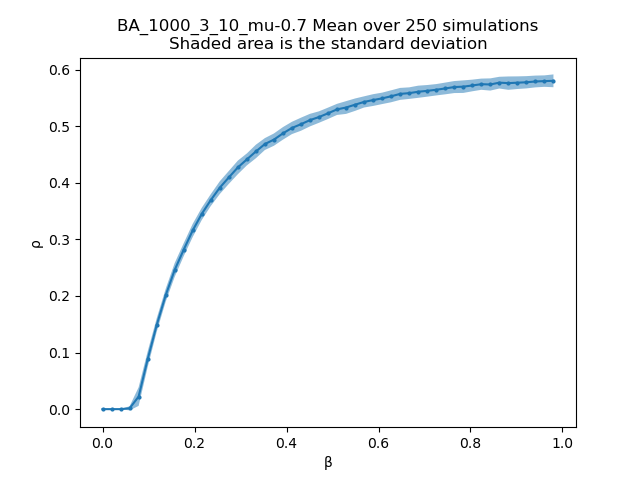 BA_1000_3_10_mu-0.7 Mean over 250 simulations
Shaded area is the standard deviation
0.6
0.5
0.4
0.3
0.2
0.1
0.0
ρ
0.0 0.2 0.4 0.6 0.8 1.0
β